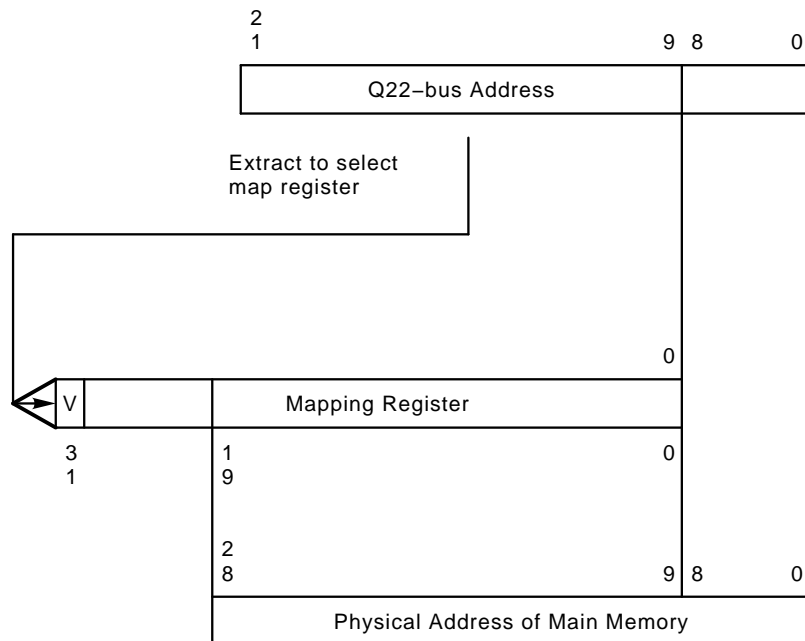 2
1 9 8 0
Q22–bus Address
Extract to select
map register
0
V Mapping Register
3 1 0
1 9
2
8 9 8 0
Physical Address of Main Memory